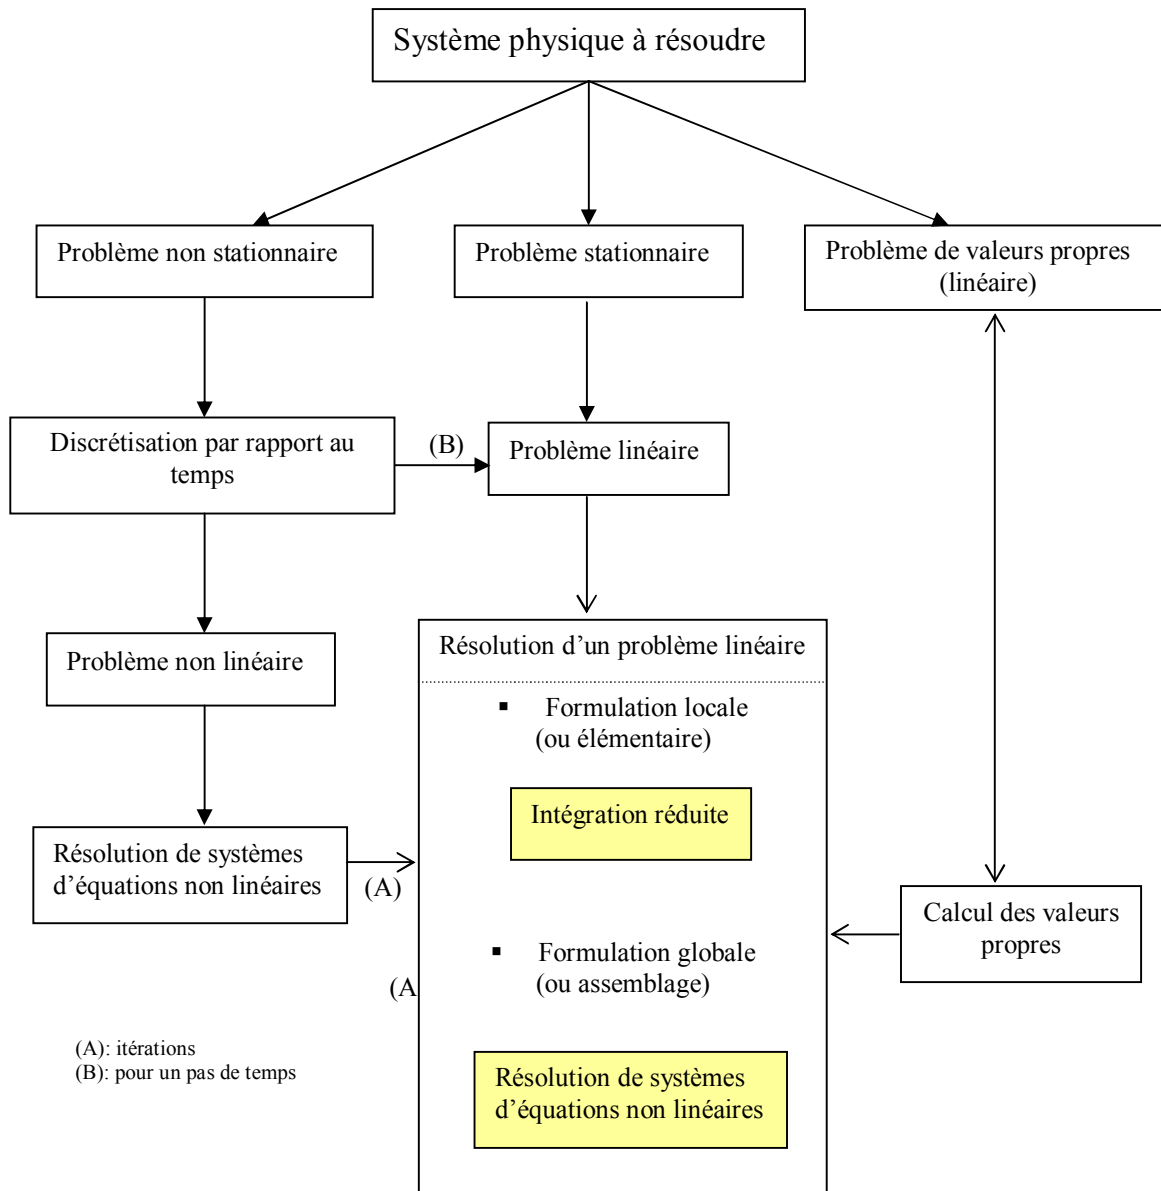 Système physique à résoudre
Problème non stationnaire
Problème stationnaire
Problème de valeurs propres
(linéaire)
Discrétisation par rapport au
temps
(B)
Problème linéaire
Problème non linéaire
Résolution d’un problème linéaire
▪ Formulation locale
(ou élémentaire)
Intégration réduite
Résolution de systèmes
d’équations non linéaires
(A)
Calcul des valeurs
propres
▪ Formulation globale
(ou assemblage)
(A
(A): itérations
(B): pour un pas de temps
Résolution de systèmes
d’équations non linéaires